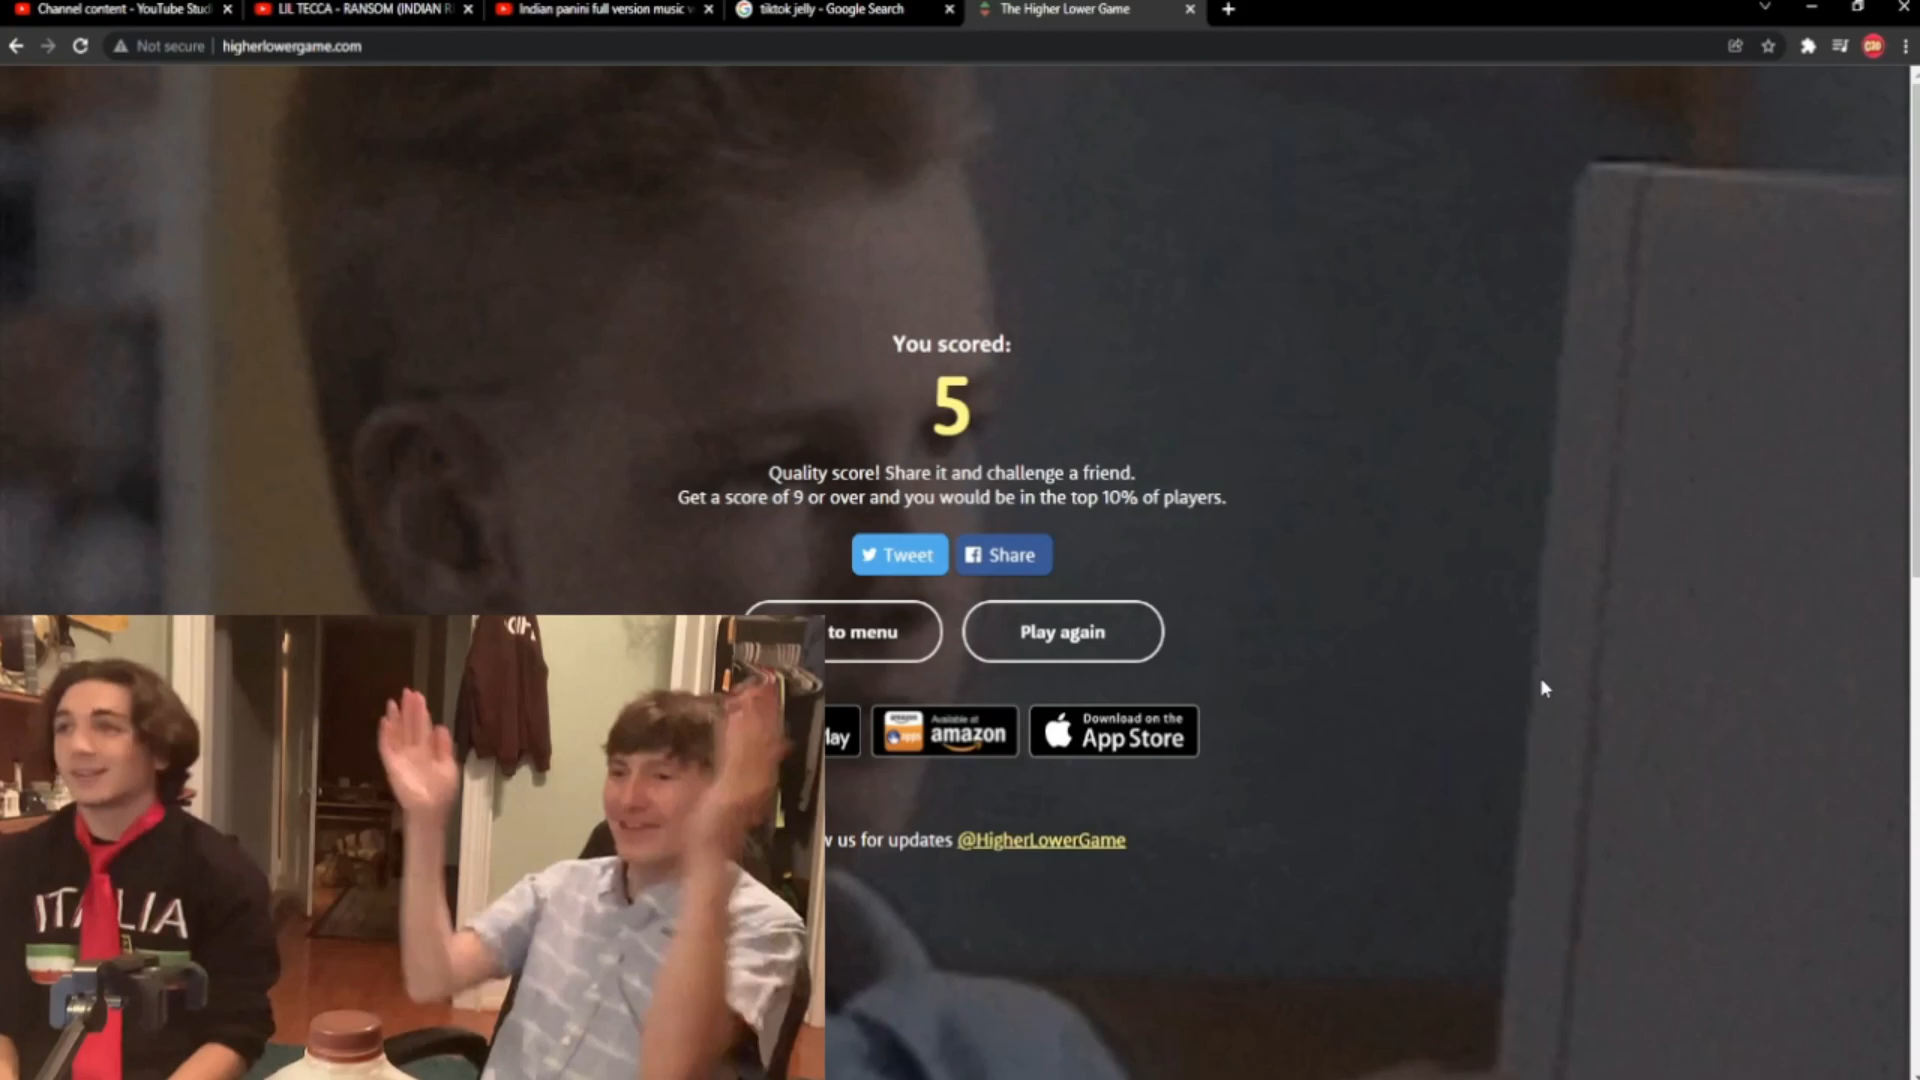 Channel content - YouTube Stud
LIL TECCA - RANSOM (INDIAN R
Indian panini full version music v
tiktok jelly - Google Search
The Higher Lower Game
Not secure
higherlowergame.com
You scored:
5
Quality score! Share it and challenge a friend.
Get a score of 9 or over and you would be in the top 10% of players.
Tweet
Share
to menu
Play again
lay
Available at
amazon
apps
Download on the
App Store
w us for updates @HigherLowerGame
ITALIA